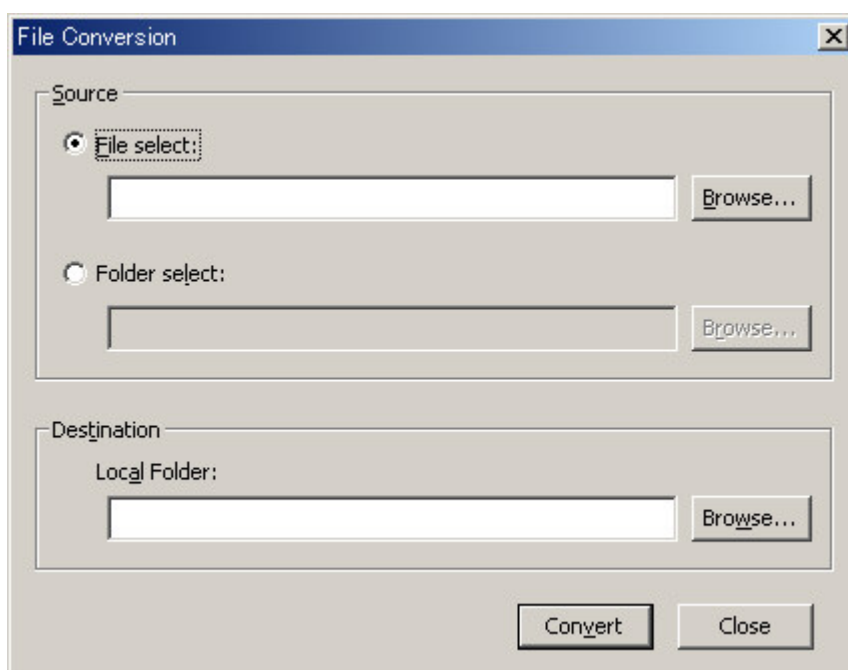 File Conversion
Source
File select:
Browse...
Folder select:
Browse...
Destination
Local Folder:
Browse...
Convert Close